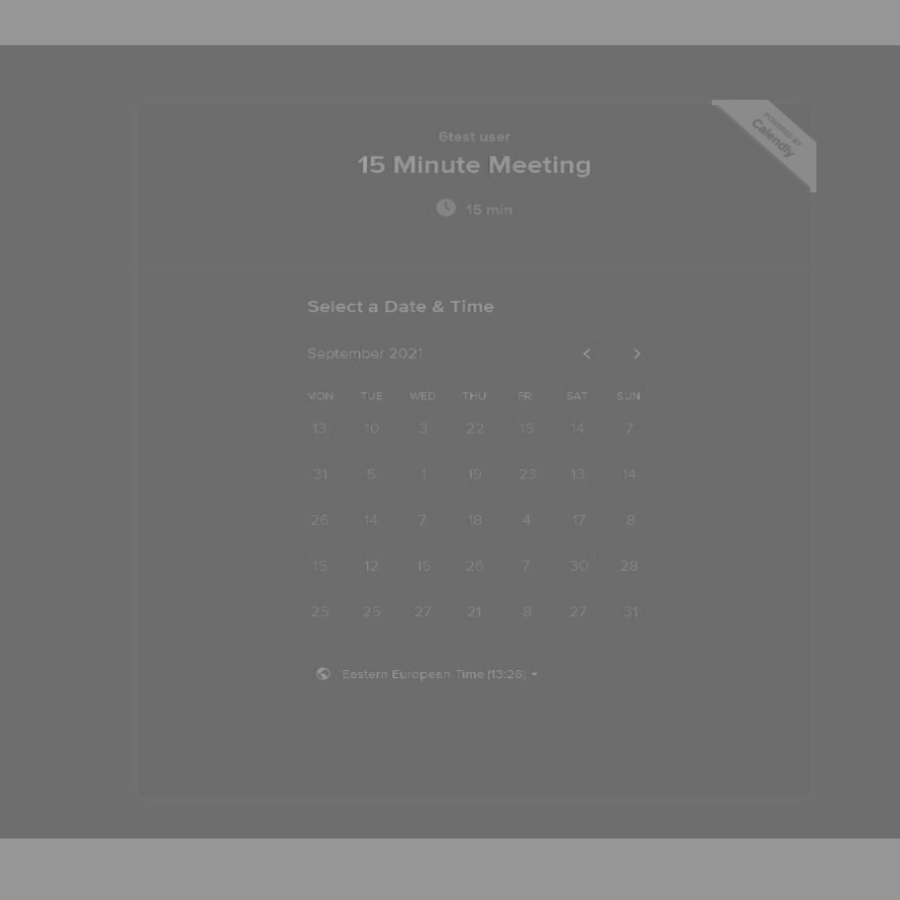 POWERED BY
Calendly
6test user
15 Minute Meeting
15 min
Select a Date & Time
September 2021
MON TUE WED THU FR SAT SUN
13 10 3 22 15 14 7
31 5 1 19 23 13 14
26 14 7 18 4 17 8
15 12 16 26 7 30 28
25 25 27 21 8 27 31
Eestern Europeen Time (13:26)